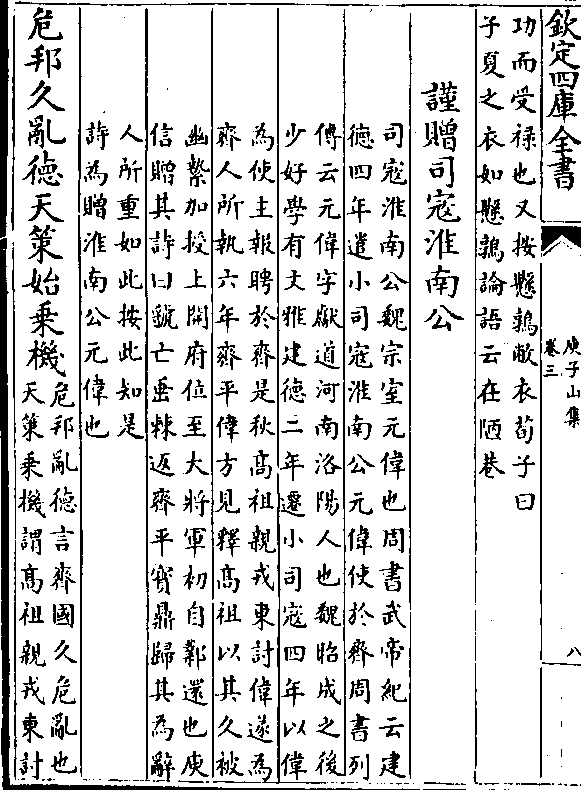 欽定四庫全書
庾子山集
卷三
八
功而受禄也又按懸鶉敝衣荀子曰
子夏之衣如懸鶉論語云在陋巷
謹贈司寇淮南公
司寇淮南公魏宗室元偉也周書武帝紀云建
德四年遣小司寇淮南公元偉使於齊周書列
傳云元偉字猷道河南洛陽人也魏昭成之後
少好學有文雅建德二年遷小司寇四年以偉
為使主報聘於齊是秋髙祖親戎東討偉遂為
齊人所執六年齊平偉方見釋髙祖以其久被
幽縶加授上開府位至大將軍初自鄴還也庾
信贈其詩曰虢亡垂棘返齊平寳鼎歸其為辭
人所重如此按此知是
詩為贈淮南公元偉也
危邦久亂德天策始乗機
危邦亂德言齊國久危亂也
天策乗機謂髙祖親戎東討